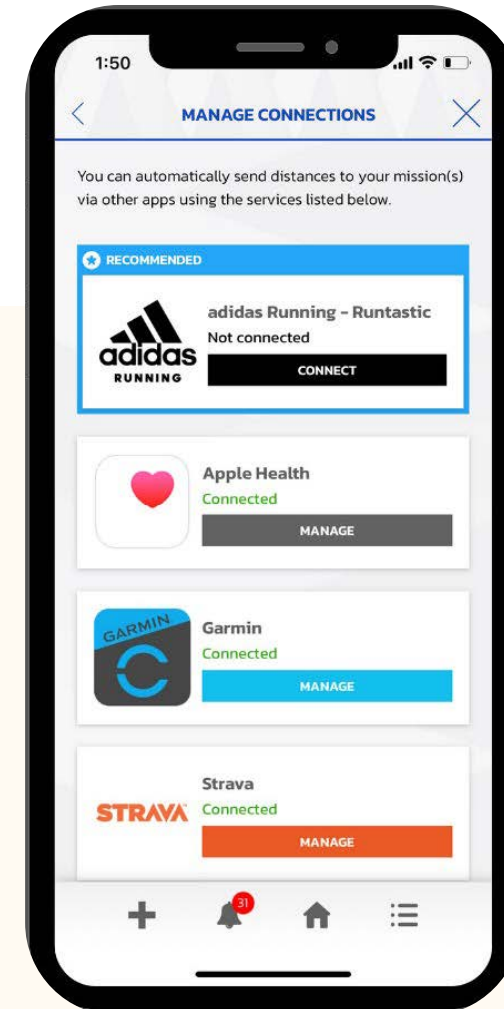 1:50
MANAGE CONNECTIONS
You can automatically send distances to your mission(s)
via other apps using the services listed below.
RECOMMENDED
adidas Running - Runtastic
Not connected
CONNECT
adidas
RUNNING
Apple Health
Connected
MANAGE
GARMIN
Garmin
Connected
MANAGE
Strava
STRAVA
Connected
MANAGE
31